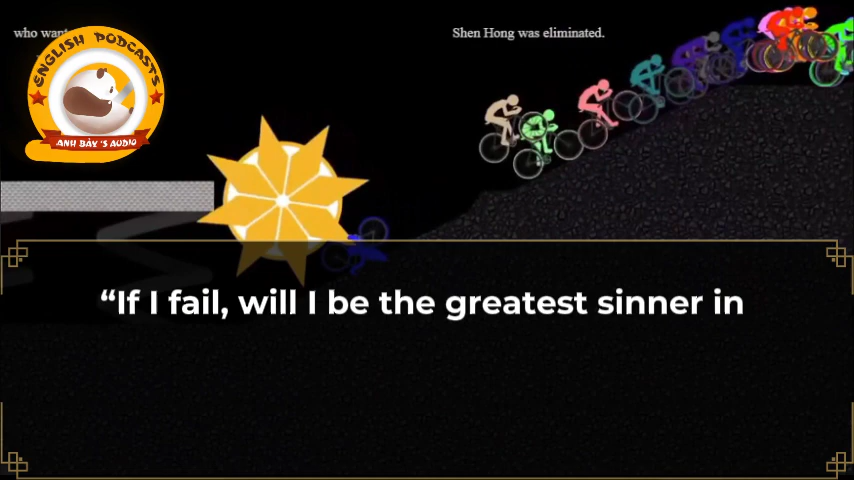 who want
Shen Hong was eliminated.
ENGLISH PODCASTS
ANH BẢY 'S AUDIO
“If I fail, will I be the greatest sinner in